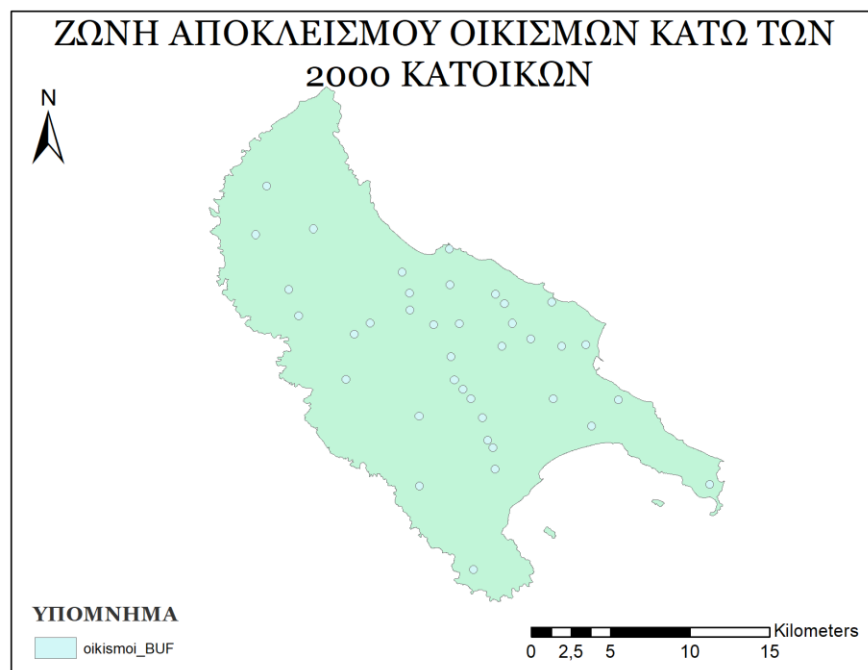 ΖΩΝΗ ΑΠΟΚΛΕΙΣΜΟΥ ΟΙΚΙΣΜΩΝ ΚΑΤΩ ΤΩΝ
2000 ΚΑΤΟΙΚΩΝ
N
ΥΠΟΜΝΗΜΑ
oikismoi_BUF
Kilometers
0 2,5 5 10 15